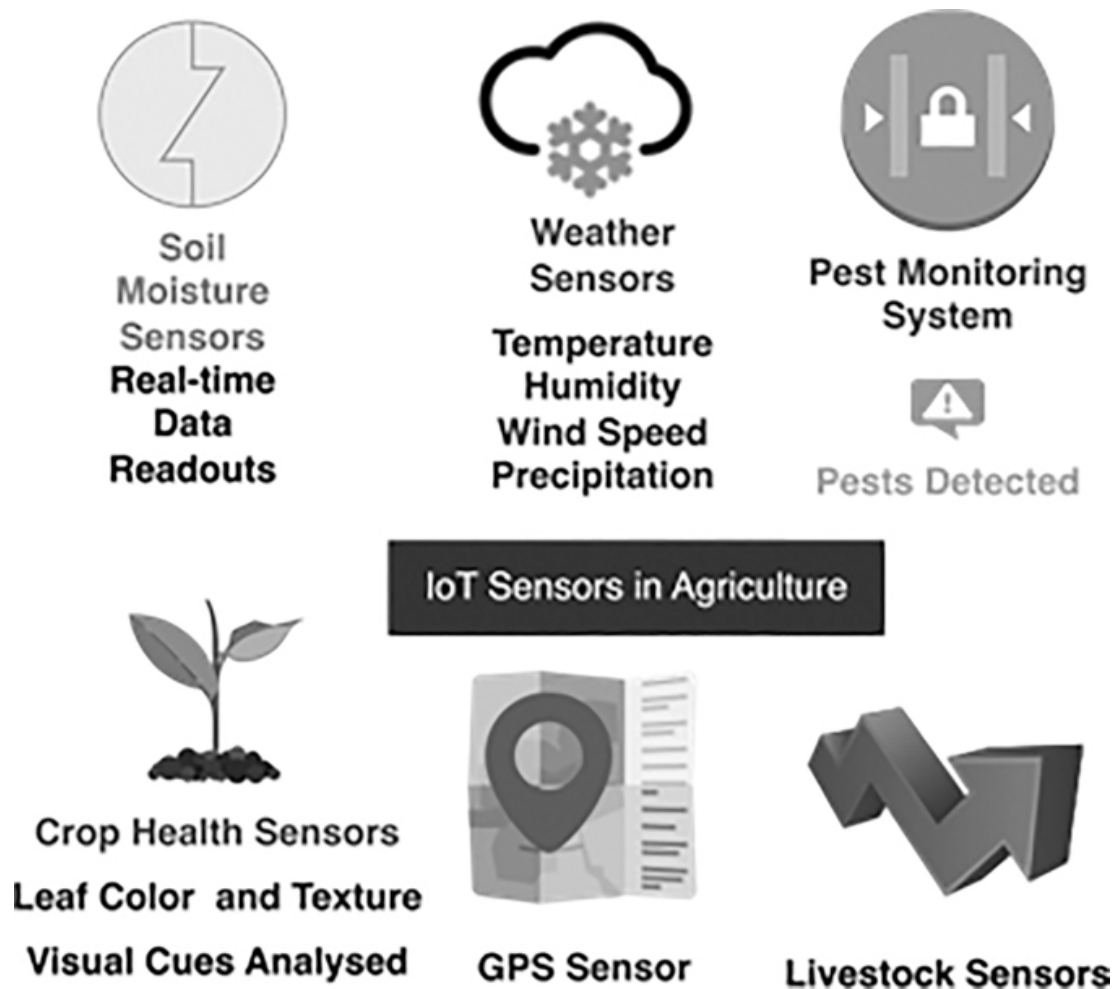 Soil
Moisture
Sensors
Real-time
Data
Readouts
Weather
Sensors
Temperature
Humidity
Wind Speed
Precipitation
Pest Monitoring
System
Pests Detected
IoT Sensors in Agriculture
Crop Health Sensors
Leaf Color and Texture
Visual Cues Analysed
GPS Sensor
Livestock Sensors